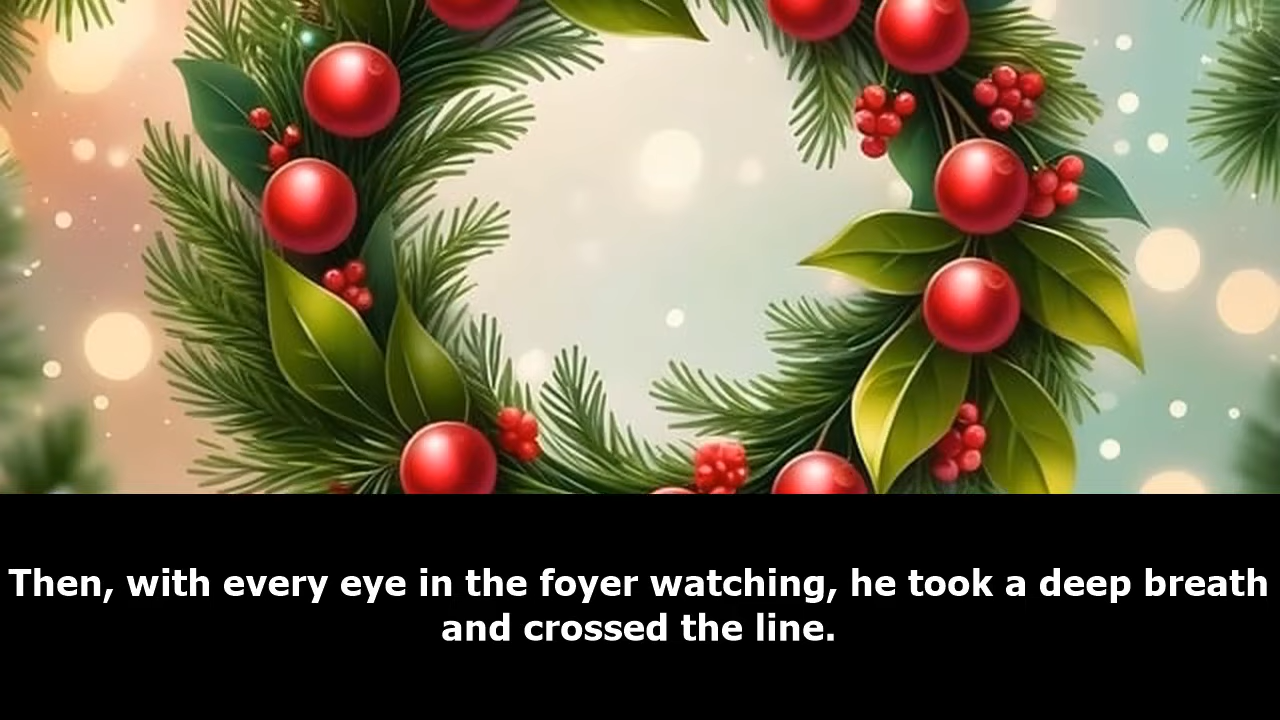 Then, with every eye in the foyer watching, he took a deep breath
and crossed the line.